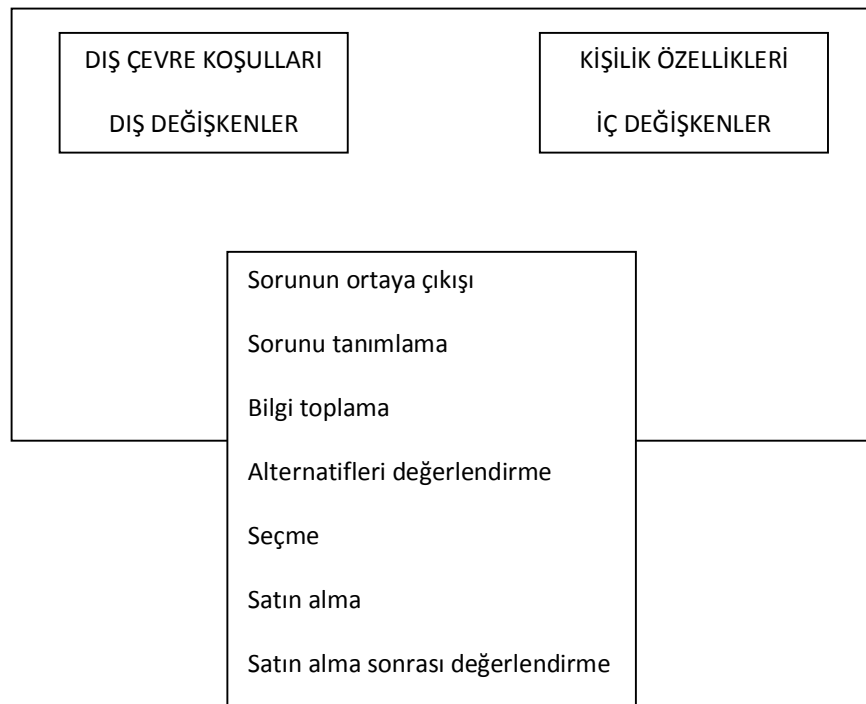 DIŞ ÇEVRE KOŞULLARI
DIŞ DEĞİŞKENLER
KİŞİLİK ÖZELLİKLERİ
İÇ DEĞİŞKENLER
Sorunun ortaya çıkışı
Sorunu tanımlama
Bilgi toplama
Alternatifleri değerlendirme
Seçme
Satın alma
Satın alma sonrası değerlendirme